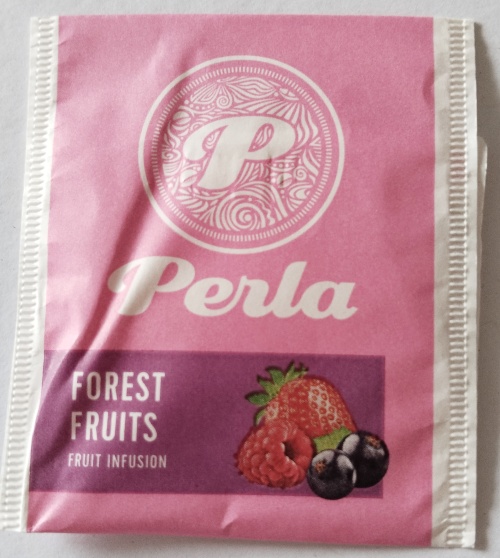 P
Perla
FOREST
FRUITS
FRUIT INFUSION